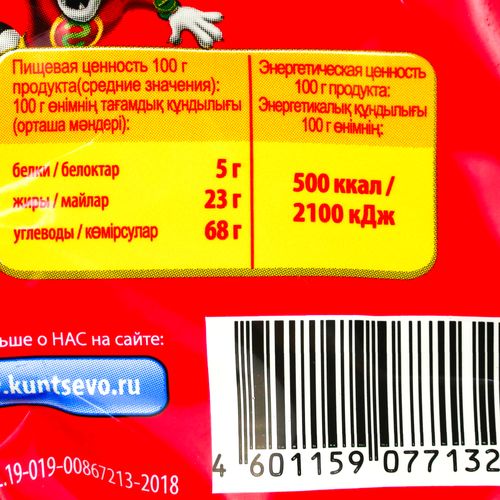 Пищевая ценность 100 г
продукта(средние значения):
100 г өнімнің тағамдық құндылығы
(орташа мәндері):
Энергетическая ценность
100 г продукта:
Энергетикалық құндылығы
100 г өнімнің:
белки / белоктар 5 г
жиры / майлар 23 г
углеводы / көмірсулар 68 г
500 ккал /
2100 кДж
ьше о НАС на сайте:
.kuntsevo.ru
.19-019-00867213-2018
4 601159 077132